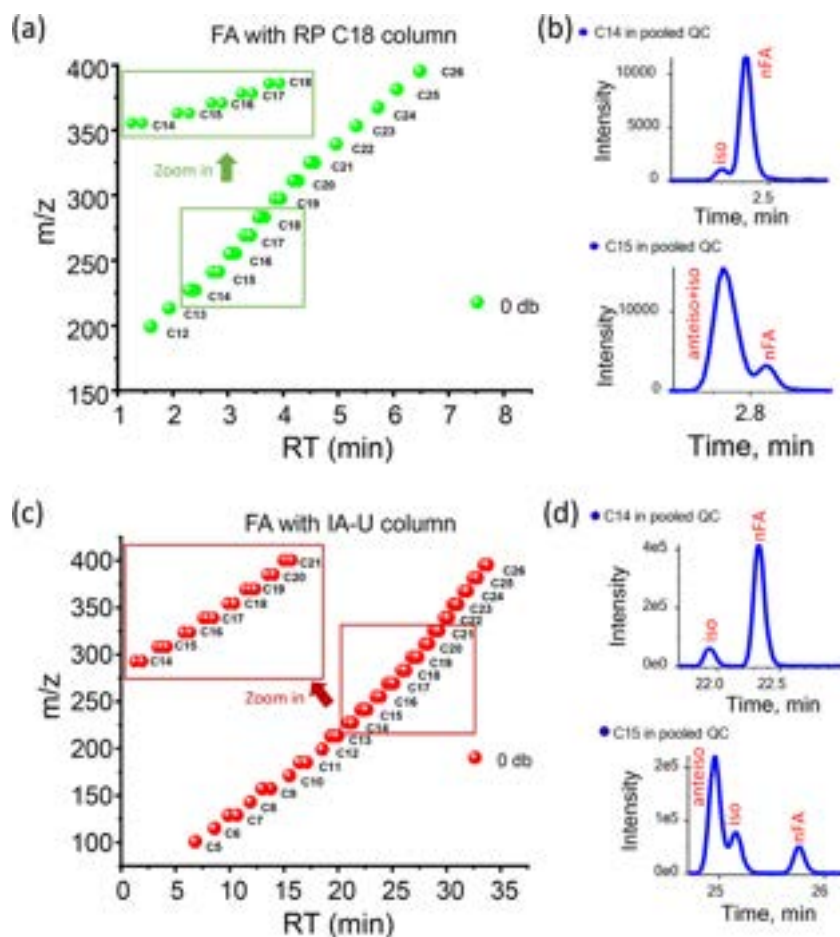 (a)
FA with RP C18 column
400
350
300
250
200
150
m/z
C14
C15
C16
C17
C18
Zoom in
C26
C25
C24
C23
C22
C21
C20
C19
C18
C17
C16
C15
C14
C13
C12
0 db
1 2 3 4 5 6 7 8
RT (min)
(b)
C14 in pooled QC
10000
5000
0
Intensity
iso
nFA
2.5
Time, min
C15 in pooled QC
10000
0
Intensity
anteiso+iso
nFA
2.8
Time, min
(c)
FA with IA-U column
400
350
300
250
200
150
100
m/z
C14
C15
C16
C17
C18
C19
C20
C21
Zoom in
C26
C25
C24
C23
C22
C21
C20
C19
C18
C17
C16
C15
C14
C13
C12
C11
C10
C9
C8
C7
C6
C5
0 db
0 5 10 15 20 25 30 35
RT (min)
(d)
C14 in pooled QC
4e5
2e5
0e0
Intensity
iso
nFA
22.0 22.5
Time, min
C15 in pooled QC
2e5
1e5
0e0
Intensity
anteiso
iso
nFA
25 26
Time, min